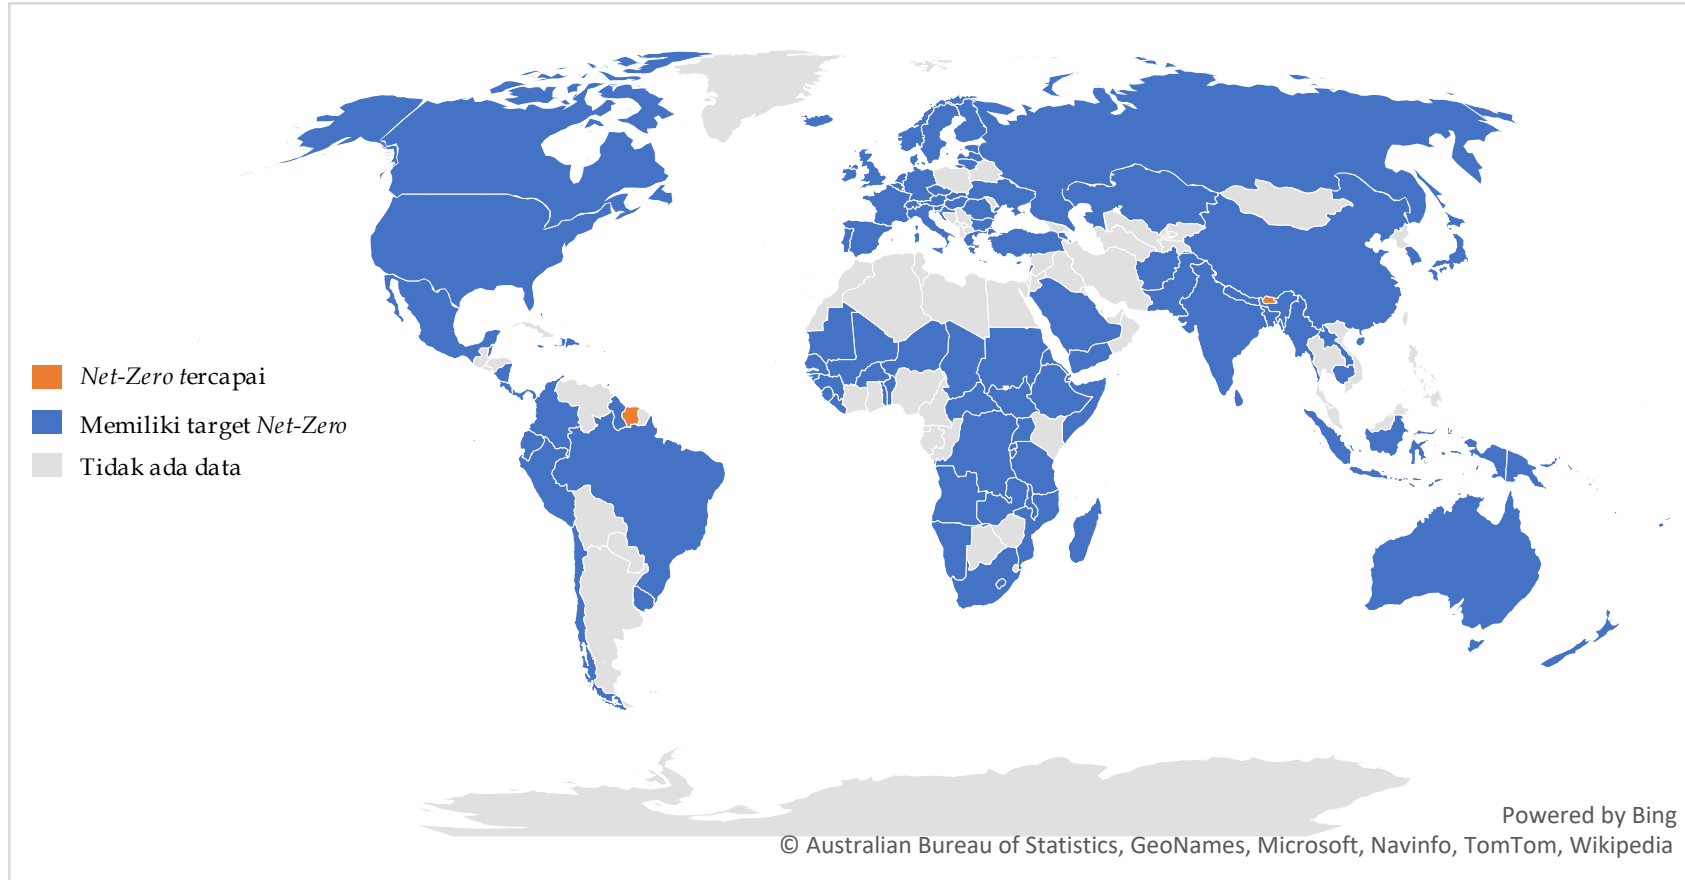 Net-Zero tercapai
Memiliki target Net-Zero
Tidak ada data
Powered by Bing
© Australian Bureau of Statistics, GeoNames, Microsoft, Navinfo, TomTom, Wikipedia